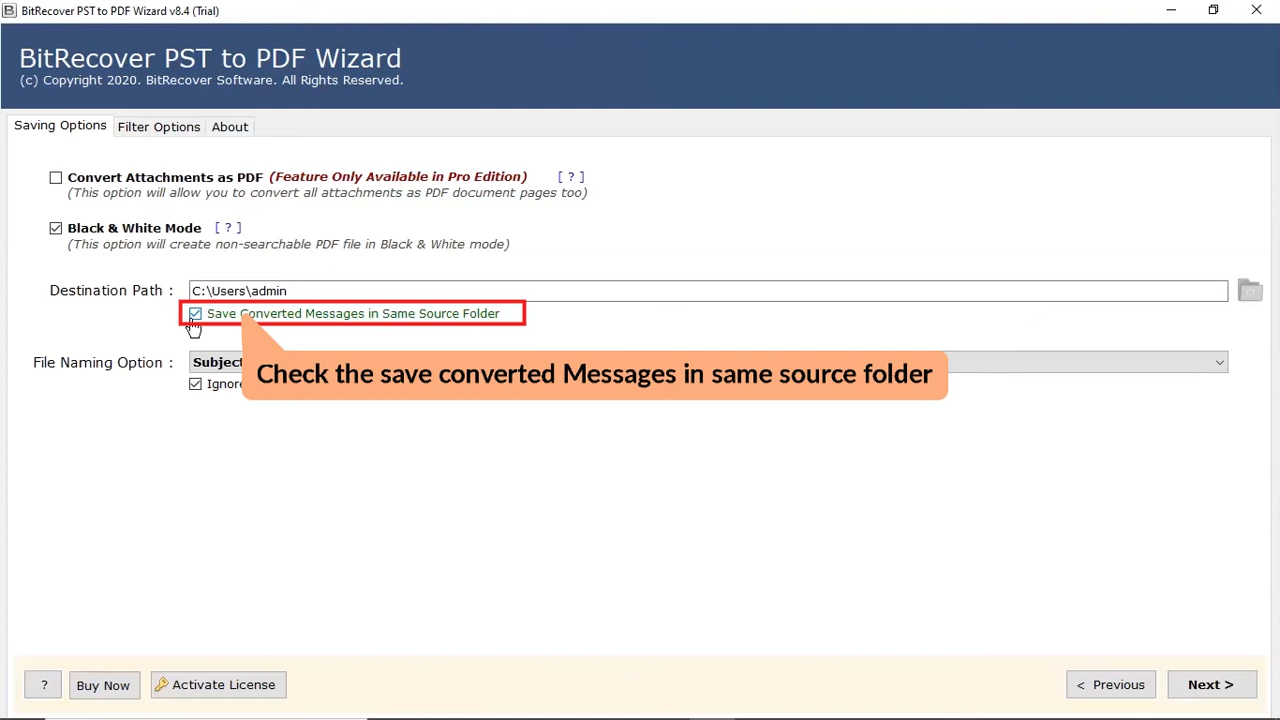 BitRecover PST to PDF Wizard v8.4 (Trial)
BitRecover PST to PDF Wizard
(c) Copyright 2020. BitRecover Software. All Rights Reserved.
Saving Options Filter Options About
Convert Attachments as PDF (Feature Only Available in Pro Edition) [ ? ]
(This option will allow you to convert all attachments as PDF document pages too)
Black & White Mode [ ? ]
(This option will create non-searchable PDF file in Black & White mode)
Destination Path : C:\Users\admin
Save Converted Messages in Same Source Folder
File Naming Option : Subject
Check the save converted Messages in same source folder
Ignore
? Buy Now Activate License < Previous Next >